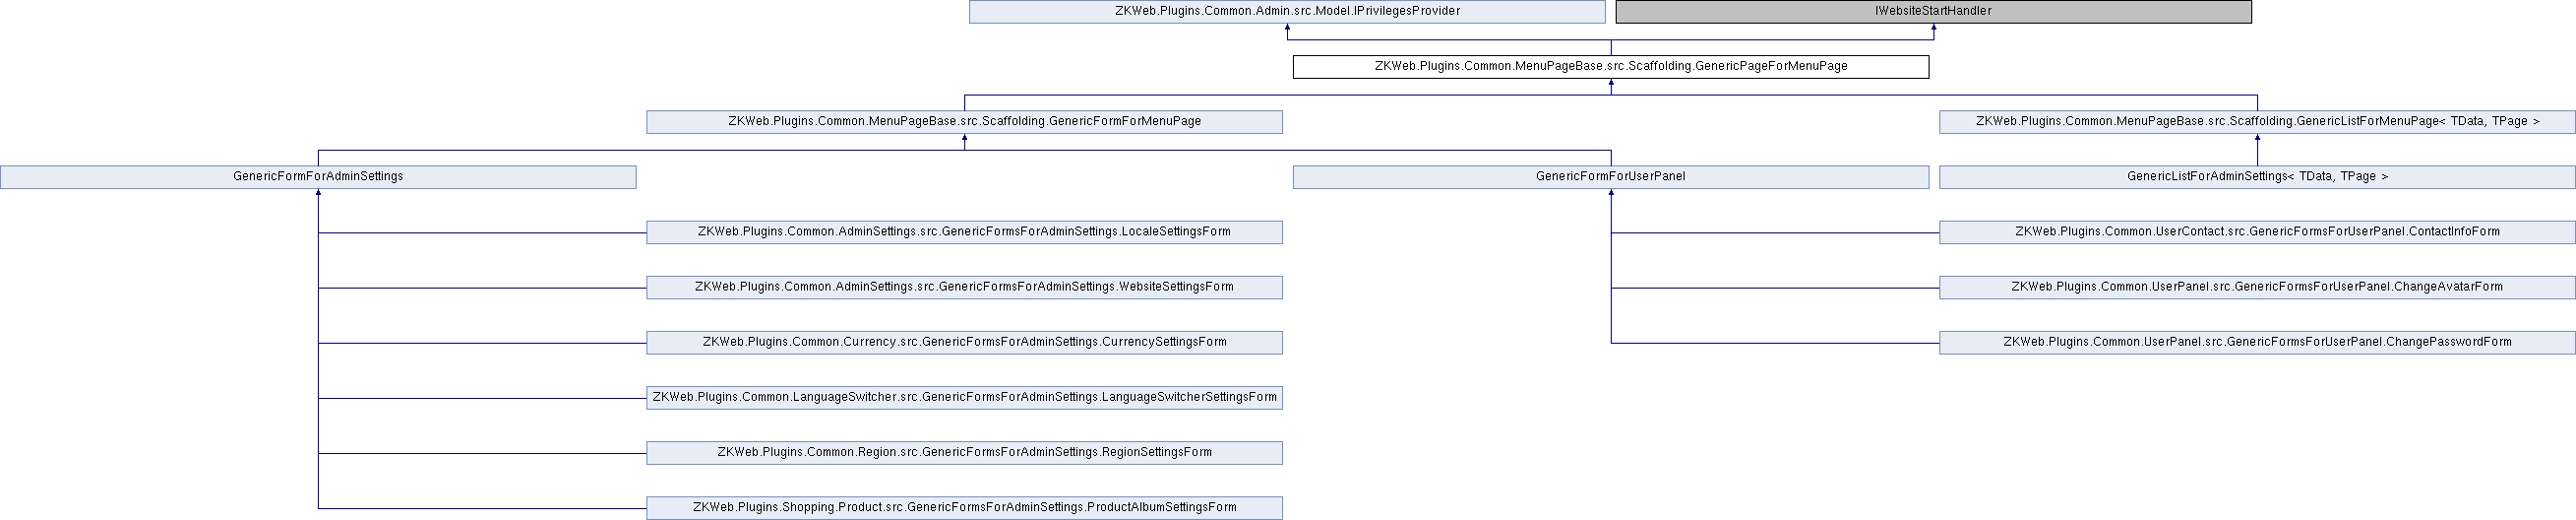 ZKWeb.Plugins.Common.Admin.src.Model.IPrivilegesProvider
IWebsiteStartHandler
ZKWeb.Plugins.Common.MenuPageBase.src.Scaffolding.GenericPageForMenuPage
ZKWeb.Plugins.Common.MenuPageBase.src.Scaffolding.GenericFormForMenuPage
ZKWeb.Plugins.Common.MenuPageBase.src.Scaffolding.GenericListForMenuPage< TData, TPage >
GenericFormForAdminSettings
GenericFormForUserPanel
GenericListForAdminSettings< TData, TPage >
ZKWeb.Plugins.Common.AdminSettings.src.GenericFormsForAdminSettings.LocaleSettingsForm
ZKWeb.Plugins.Common.UserContact.src.GenericFormsForUserPanel.ContactInfoForm
ZKWeb.Plugins.Common.AdminSettings.src.GenericFormsForAdminSettings.WebsiteSettingsForm
ZKWeb.Plugins.Common.UserPanel.src.GenericFormsForUserPanel.ChangeAvatarForm
ZKWeb.Plugins.Common.Currency.src.GenericFormsForAdminSettings.CurrencySettingsForm
ZKWeb.Plugins.Common.UserPanel.src.GenericFormsForUserPanel.ChangePasswordForm
ZKWeb.Plugins.Common.LanguageSwitcher.src.GenericFormsForAdminSettings.LanguageSwitcherSettingsForm
ZKWeb.Plugins.Common.Region.src.GenericFormsForAdminSettings.RegionSettingsForm
ZKWeb.Plugins.Shopping.Product.src.GenericFormsForAdminSettings.ProductAlbumSettingsForm